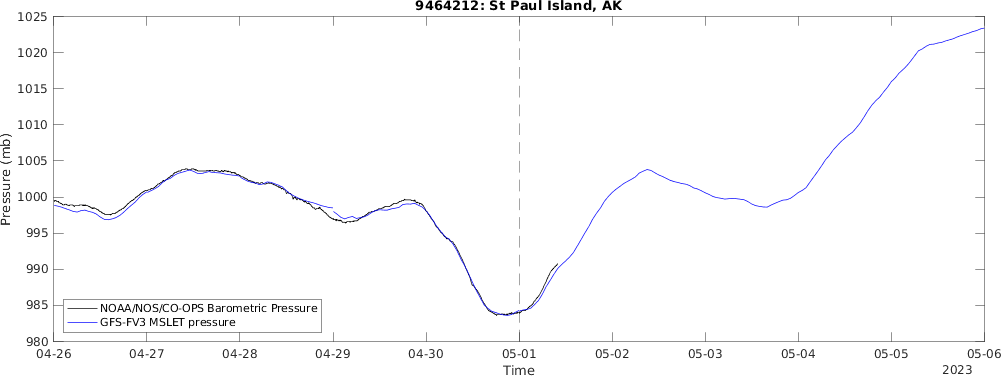 9464212: St Paul Island, AK
Pressure (mb)
1025
1020
1015
1010
1005
1000
995
990
985
980
NOAA/NOS/CO-OPS Barometric Pressure
GFS-FV3 MSLET pressure
04-26 04-27 04-28 04-29 04-30 05-01 05-02 05-03 05-04 05-05 05-06
Time
2023